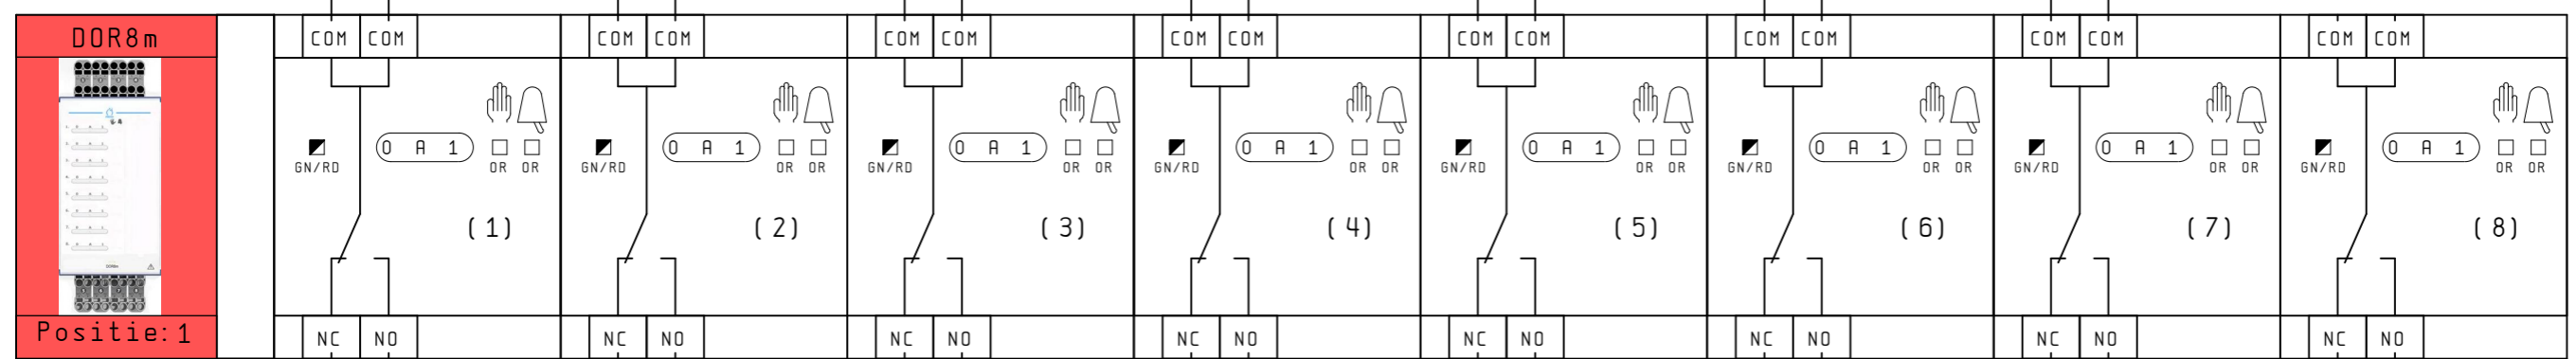 DOR8m
COM COM COM COM COM COM COM COM COM COM COM COM COM COM COM COM
0 A 1 0 A 1 0 A 1 0 A 1 0 A 1 0 A 1 0 A 1 0 A 1
GN/RD OR OR GN/RD OR OR GN/RD OR OR GN/RD OR OR GN/RD OR OR GN/RD OR OR GN/RD OR OR GN/RD OR OR
(1) (2) (3) (4) (5) (6) (7) (8)
Positie: 1
NC NO NC NO NC NO NC NO NC NO NC NO NC NO NC NO